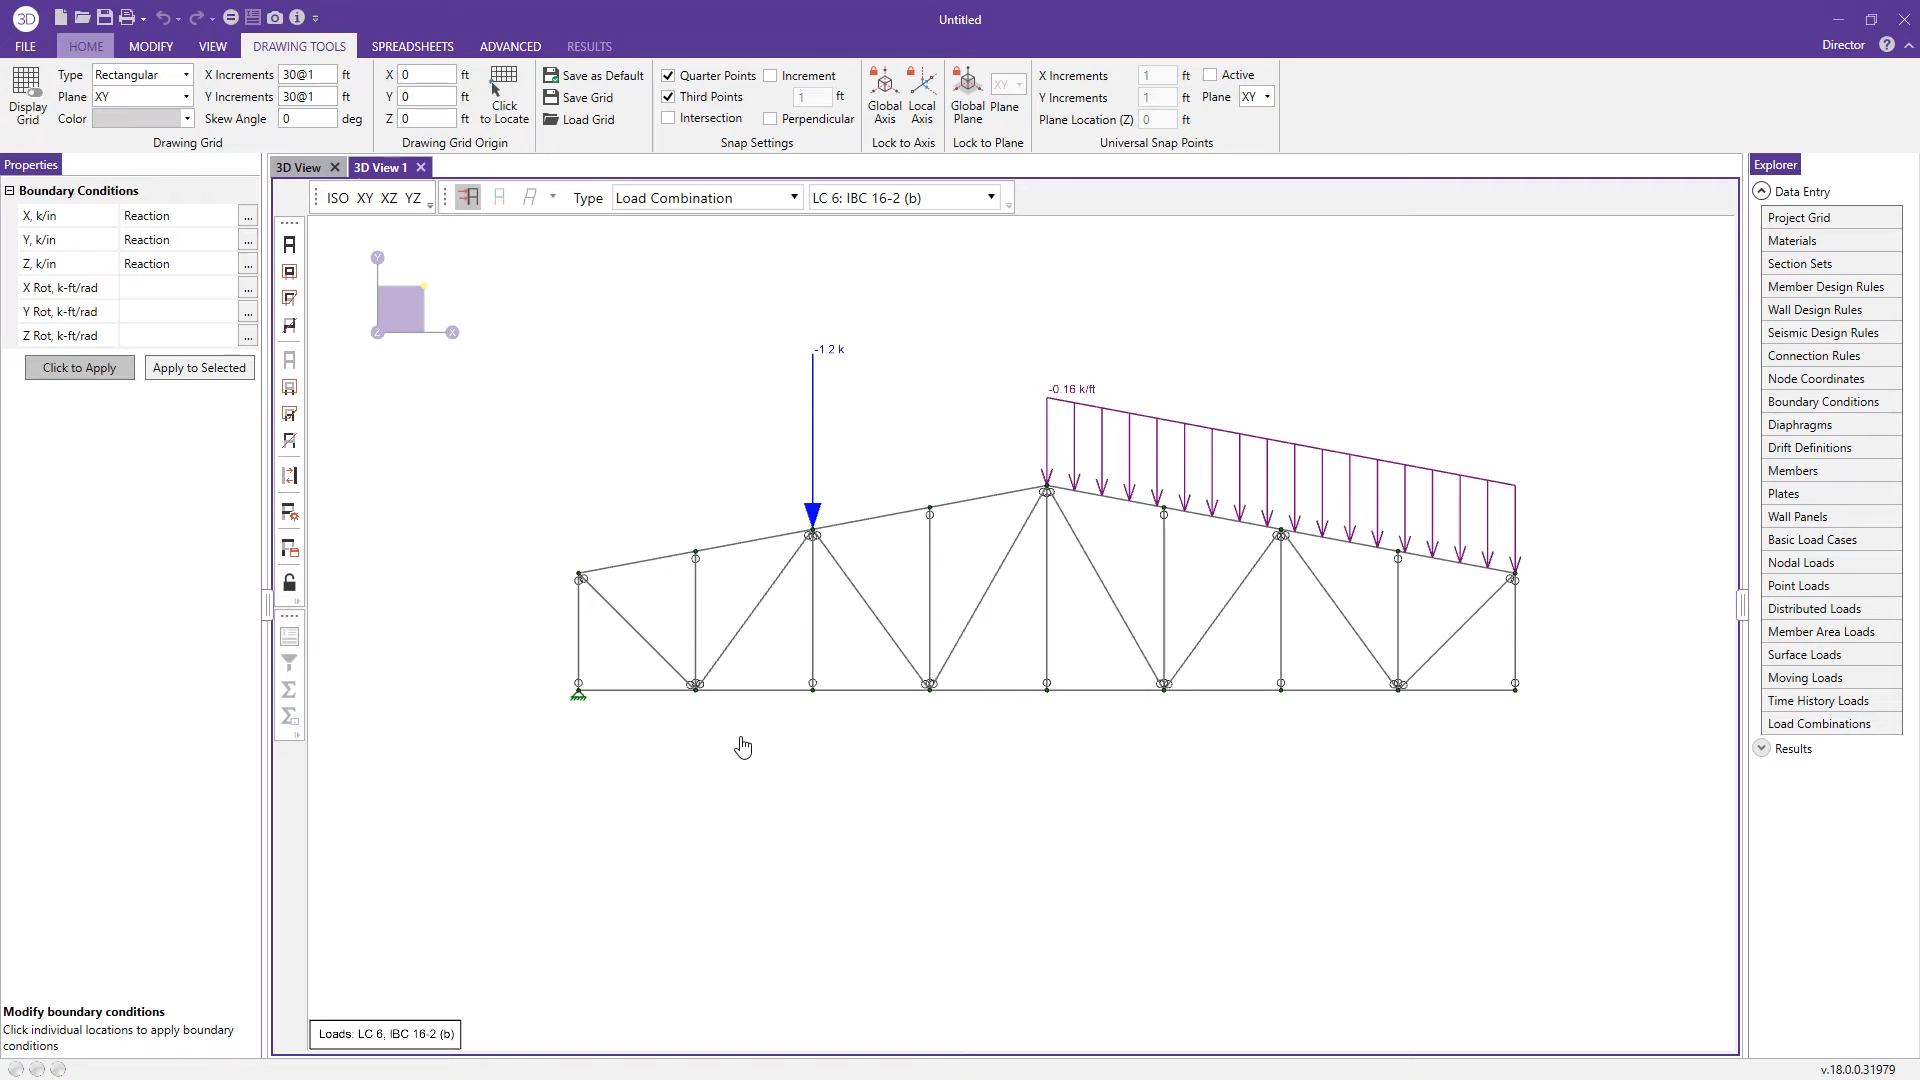 3D
Untitled
FILE HOME MODIFY VIEW DRAWING TOOLS SPREADSHEETS ADVANCED RESULTS
Director
Display Grid
Type Rectangular
Plane XY
Color
X Increments 30@1 ft
Y Increments 30@1 ft
Skew Angle 0 deg
Drawing Grid
X 0 ft
Y 0 ft
Z 0 ft
Click to Locate
Drawing Grid Origin
Save as Default
Save Grid
Load Grid
Quarter Points Increment
Third Points 1 ft
Intersection Perpendicular
Snap Settings
Global Axis
Local Axis
Lock to Axis
Global Plane
XY
Plane
Lock to Plane
X Increments 1 ft Active
Y Increments 1 ft Plane XY
Plane Location (Z) 0 ft
Universal Snap Points
Properties
Boundary Conditions
X, k/in Reaction ...
Y, k/in Reaction ...
Z, k/in Reaction ...
X Rot, k-ft/rad ...
Y Rot, k-ft/rad ...
Z Rot, k-ft/rad ...
Click to Apply Apply to Selected
Modify boundary conditions
Click individual locations to apply boundary
conditions
3D View 3D View 1
ISO XY XZ YZ Type Load Combination LC 6: IBC 16-2 (b)
Y
Z X
-1.2 k
-0.16 k/ft
Loads: LC 6, IBC 16-2 (b)
Explorer
Data Entry
Project Grid
Materials
Section Sets
Member Design Rules
Wall Design Rules
Seismic Design Rules
Connection Rules
Node Coordinates
Boundary Conditions
Diaphragms
Drift Definitions
Members
Plates
Wall Panels
Basic Load Cases
Nodal Loads
Point Loads
Distributed Loads
Member Area Loads
Surface Loads
Moving Loads
Time History Loads
Load Combinations
Results
v.18.0.0.31979